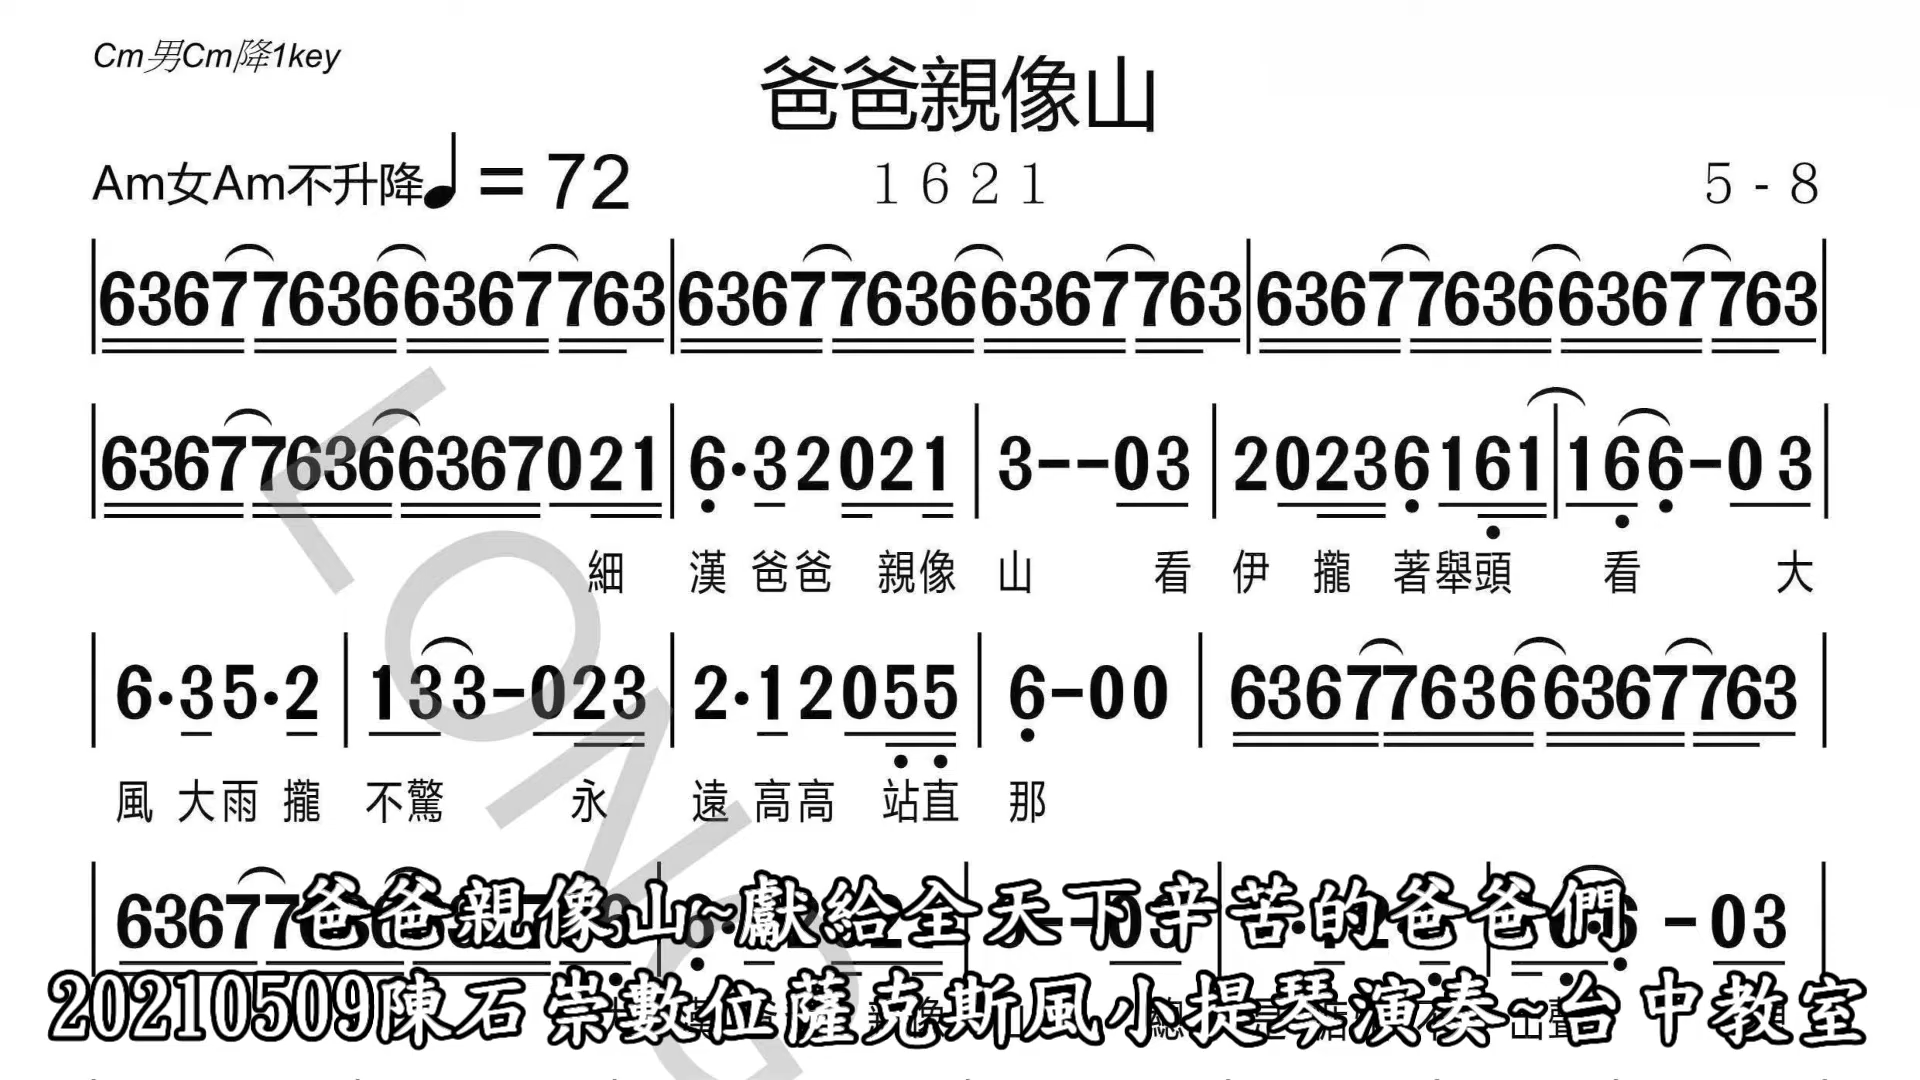 Cm男Cm降1key
爸爸親像山
Am女Am不升降♩= 72
1 6 2 1
5 - 8
|6367763663677763|6367763663677763|6367763663677763|
|6367763663670 21|6·32021|3--03|20236161|166-03|
細 漢 爸爸 親像 山 看 伊 攏 著舉頭 看 大
|6·35·2|133-023|2·12055|6-00|6367763663677763|
風 大雨 攏 不驚 永 遠 高高 站直 那
爸爸親像山~獻給全天下辛苦的爸爸們
20210509陳石崇數位薩克斯風小提琴演奏~台中教室
LONG